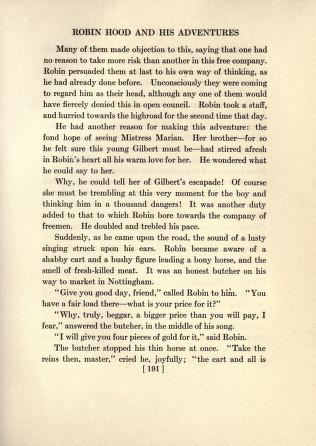 ROBIN HOOD AND HIS ADVENTURES
Many of them made objection to this, saying that one had
no reason to take more risk than another in this free company.
Robin persuaded them at last to his own way of thinking, as
he had already done before. Unconsciously they were coming
to regard him as their head, although any one of them would
have fiercely denied this in open council. Robin took a staff,
and hurried towards the highroad for the second time that day.
He had another reason for making this adventure: the
fond hope of seeing Mistress Marian. Her brother—for so
he felt sure this young Gilbert must be—had stirred afresh
in Robin's heart all his warm love for her. He wondered what
he could say to her.
Why, he could tell her of Gilbert's escapade! Of course
she must be trembling at this very moment for the boy and
thinking him in a thousand dangers! It was another duty
added to that to which Robin bore towards the company of
freemen. He doubled and trebled his pace.
Suddenly, as he came upon the road, the sound of a lusty
singing struck upon his ears. Robin became aware of a
shabby cart and a bushy figure leading a bony horse, and the
smell of fresh-killed meat. It was an honest butcher on his
way to market in Nottingham.
"Give you good day, friend," called Robin to him. "You
have a fair load there—what is your price for it?"
"Why, truly, beggar, a bigger price than you will pay, I
fear," answered the butcher, in the middle of his song.
"I will give you four pieces of gold for it," said Robin.
The butcher stopped his thin horse at once. "Take the
reins then, master," cried he, joyfully; "the cart and all is
[191]